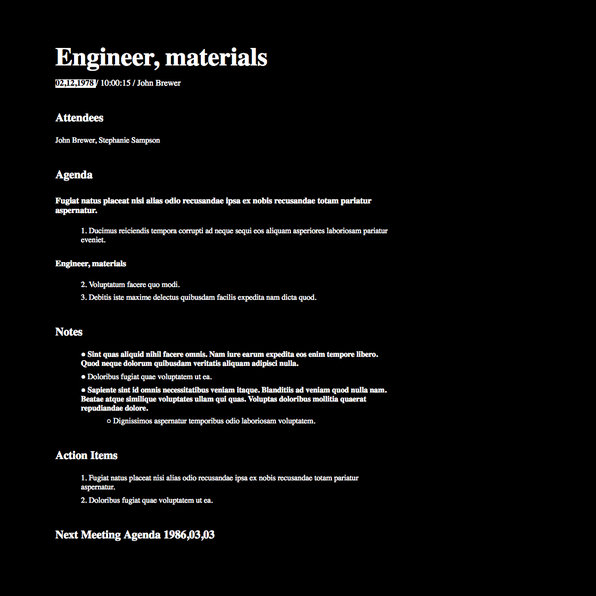 Engineer, materials
02,12,1978 / 10:00:15 / John Brewer
Attendees
John Brewer, Stephanie Sampson
Agenda
Fugiat natus placeat nisi alias odio recusandae ipsa ex nobis recusandae totam pariatur
aspernatur.
1. Ducimus reiciendis tempora corrupti ad neque sequi eos aliquam asperiores laboriosam pariatur
eveniet.
Engineer, materials
2. Voluptatum facere quo modi.
3. Debitis iste maxime delectus quibusdam facilis expedita nam dicta quod.
Notes
● Sint quas aliquid nihil facere omnis. Nam iure earum expedita eos enim tempore libero.
Quod neque dolorum quibusdam veritatis aliquam adipisci nulla.
● Doloribus fugiat quae voluptatem ut ea.
● Sapiente sint id omnis necessitatibus veniam itaque. Blanditiis ad veniam quod nulla nam.
Beatae atque similique voluptates ullam qui quas. Voluptas doloribus mollitia quaerat
repudiandae dolore.
○ Dignissimos aspernatur temporibus odio laboriosam voluptatem.
Action Items
1. Fugiat natus placeat nisi alias odio recusandae ipsa ex nobis recusandae totam pariatur
aspernatur.
2. Doloribus fugiat quae voluptatem ut ea.
Next Meeting Agenda 1986,03,03